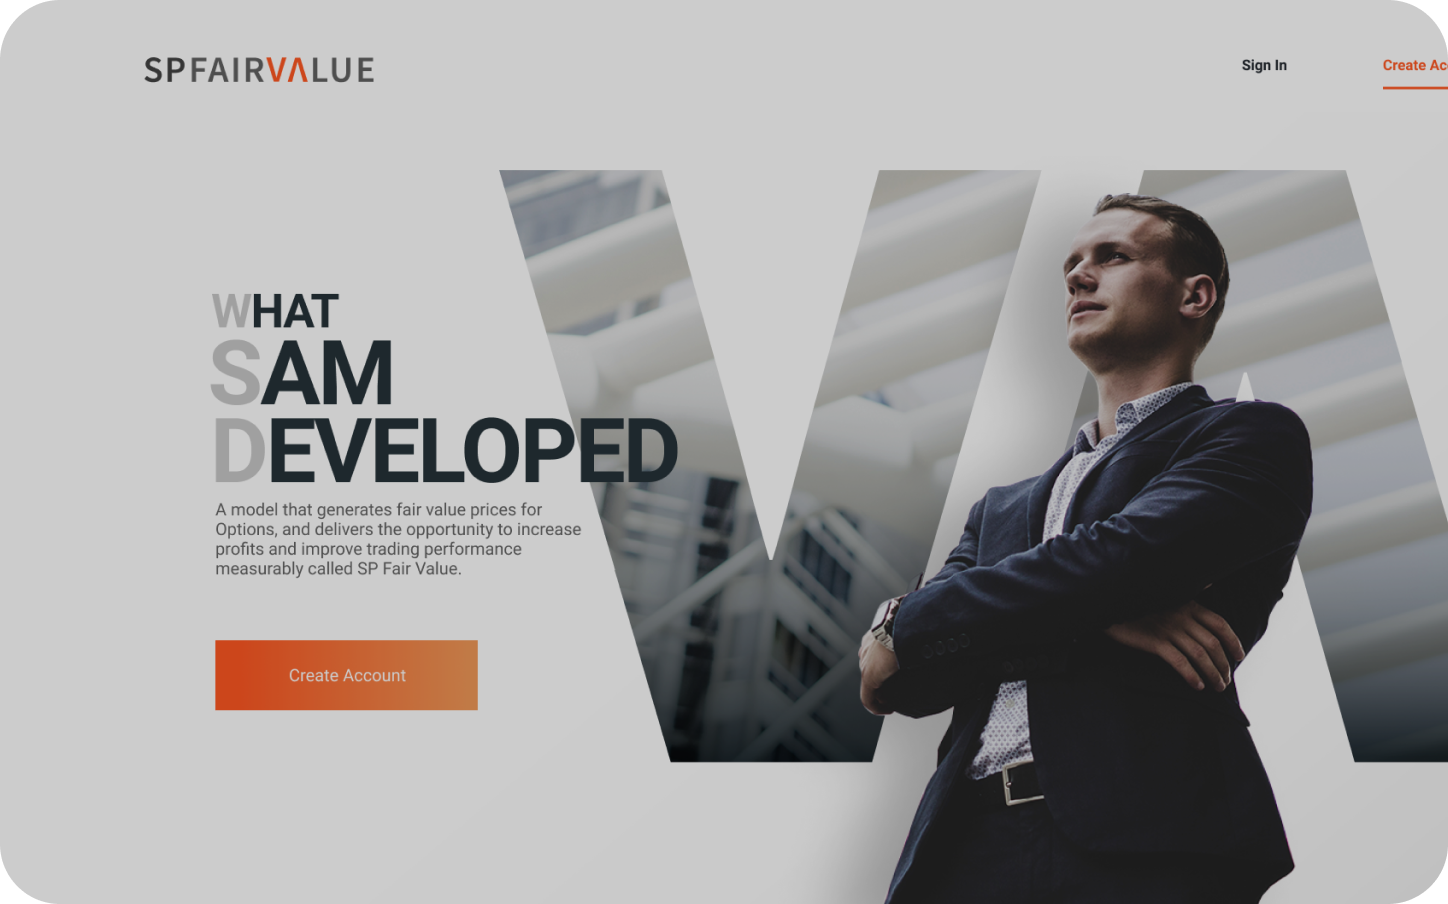 SPFAIRVALUE
Sign In
Create Acc
WHAT
SAM
DEVELOPED
A model that generates fair value prices for
Options, and delivers the opportunity to increase
profits and improve trading performance
measurably called SP Fair Value.
Create Account